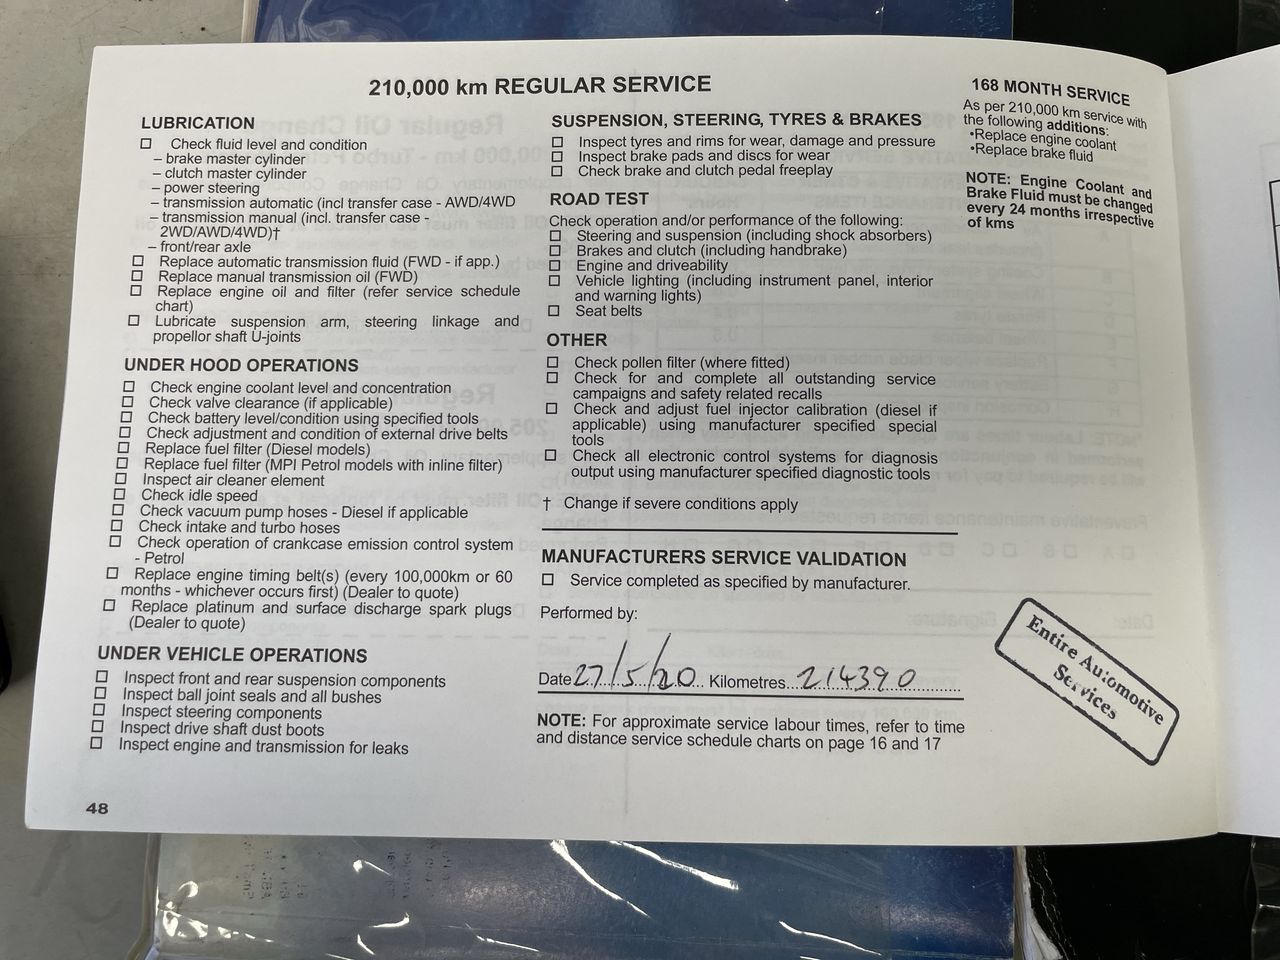 210,000 km REGULAR SERVICE
LUBRICATION
☐ Check fluid level and condition
– brake master cylinder
– clutch master cylinder
– power steering
– transmission automatic (incl transfer case - AWD/4WD
– transmission manual (incl. transfer case -
2WD/AWD/4WD)†
– front/rear axle
☐ Replace automatic transmission fluid (FWD - if app.)
☐ Replace manual transmission oil (FWD)
☐ Replace engine oil and filter (refer service schedule
chart)
☐ Lubricate suspension arm, steering linkage and
propellor shaft U-joints
UNDER HOOD OPERATIONS
☐ Check engine coolant level and concentration
☐ Check valve clearance (if applicable)
☐ Check battery level/condition using specified tools
☐ Check adjustment and condition of external drive belts
☐ Replace fuel filter (Diesel models)
☐ Replace fuel filter (MPI Petrol models with inline filter)
☐ Inspect air cleaner element
☐ Check idle speed
☐ Check vacuum pump hoses - Diesel if applicable
☐ Check intake and turbo hoses
☐ Check operation of crankcase emission control system
- Petrol
☐ Replace engine timing belt(s) (every 100,000km or 60
months - whichever occurs first) (Dealer to quote)
☐ Replace platinum and surface discharge spark plugs
(Dealer to quote)
UNDER VEHICLE OPERATIONS
☐ Inspect front and rear suspension components
☐ Inspect ball joint seals and all bushes
☐ Inspect steering components
☐ Inspect drive shaft dust boots
☐ Inspect engine and transmission for leaks
48
SUSPENSION, STEERING, TYRES & BRAKES
☐ Inspect tyres and rims for wear, damage and pressure
☐ Inspect brake pads and discs for wear
☐ Check brake and clutch pedal freeplay
ROAD TEST
Check operation and/or performance of the following:
☐ Steering and suspension (including shock absorbers)
☐ Brakes and clutch (including handbrake)
☐ Engine and driveability
☐ Vehicle lighting (including instrument panel, interior
and warning lights)
☐ Seat belts
OTHER
☐ Check pollen filter (where fitted)
☐ Check for and complete all outstanding service
campaigns and safety related recalls
☐ Check and adjust fuel injector calibration (diesel if
applicable) using manufacturer specified special
tools
☐ Check all electronic control systems for diagnosis
output using manufacturer specified diagnostic tools
† Change if severe conditions apply
MANUFACTURERS SERVICE VALIDATION
☐ Service completed as specified by manufacturer.
Performed by:
Date 27/5/20 Kilometres 214390
NOTE: For approximate service labour times, refer to time
and distance service schedule charts on page 16 and 17
168 MONTH SERVICE
As per 210,000 km service with
the following additions:
•Replace engine coolant
•Replace brake fluid
NOTE: Engine Coolant and
Brake Fluid must be changed
every 24 months irrespective
of kms
Entire Automotive
Services